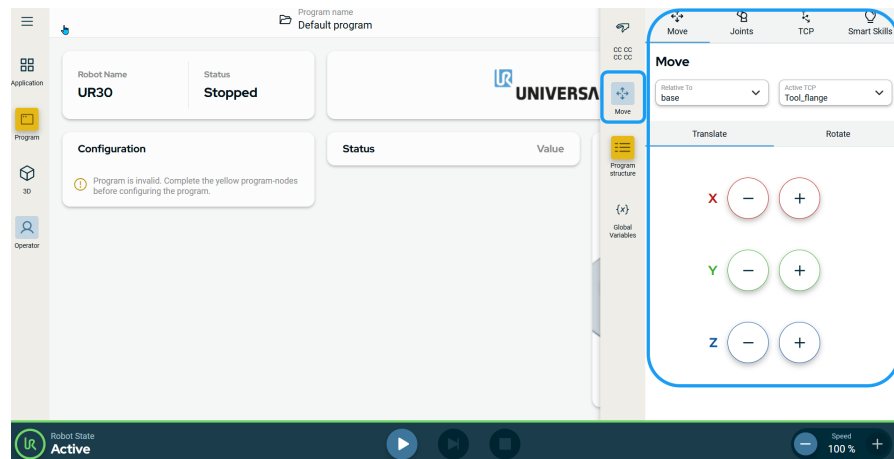 Program name
Default program
Application
Program
3D
Operator
Robot Name
UR30
Status
Stopped
UR
Configuration
Program is invalid. Complete the yellow program-nodes
before configuring the program.
Status
Value
CC CC
CC CC
Move
Program
structure
{x}
Global
Variables
Move
Joints
TCP
Smart Skills
Move
Relative To
base
Active TCP
Tool_flange
Translate
Rotate
X
Y
Z
UR
Robot State
Active
Speed
100 %